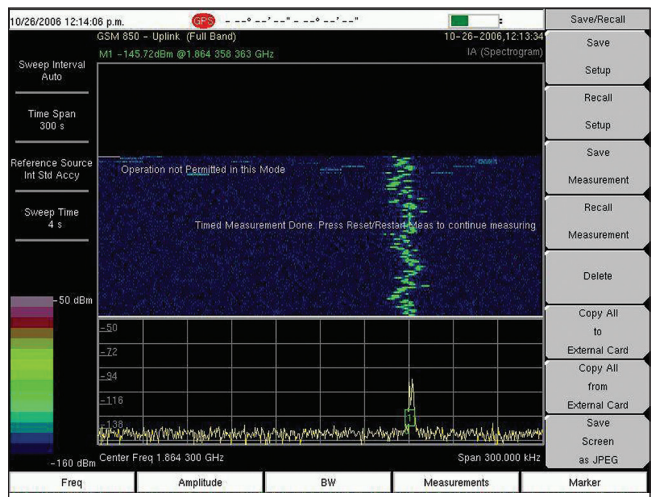 10/26/2006 12:14:06 p.m.
GPS - - -° - -'- -" - - -° - -'- -"
Save/Recall
GSM 850 - Uplink (Full Band)
10-26-2006,12:13:34
M1 -145.72dBm @1.864 358 363 GHz
IA (Spectrogram)
Sweep Interval
Auto
Time Span
300 s
Reference Source
Int Std Accy
Sweep Time
4 s
Operation not Permitted in this Mode
Timed Measurement Done. Press Reset/Restart Meas to continue measuring
-50 dBm
-160 dBm
-50
-72
-94
-116
-138
1
Center Freq 1.864 300 GHz
Span 300.000 kHz
Save
Setup
Recall
Setup
Save
Measurement
Recall
Measurement
Delete
Copy All
to
External Card
Copy All
from
External Card
Save
Screen
as JPEG
Freq
Amplitude
BW
Measurements
Marker